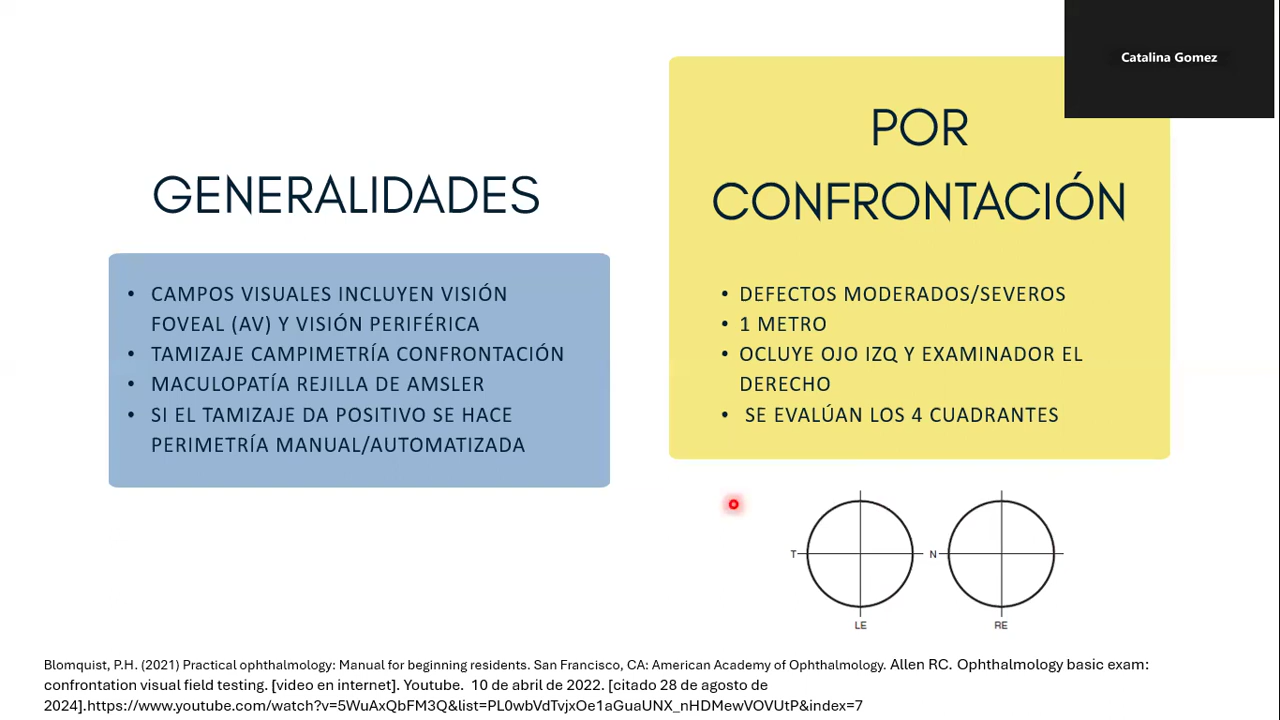 Catalina Gomez
GENERALIDADES
• CAMPOS VISUALES INCLUYEN VISIÓN
FOVEAL (AV) Y VISIÓN PERIFÉRICA
• TAMIZAJE CAMPIMETRÍA CONFRONTACIÓN
• MACULOPATÍA REJILLA DE AMSLER
• SI EL TAMIZAJE DA POSITIVO SE HACE
PERIMETRÍA MANUAL/AUTOMATIZADA
POR
CONFRONTACIÓN
• DEFECTOS MODERADOS/SEVEROS
• 1 METRO
• OCLUYE OJO IZQ Y EXAMINADOR EL
DERECHO
• SE EVALÚAN LOS 4 CUADRANTES
T N
LE RE
Blomquist, P.H. (2021) Practical ophthalmology: Manual for beginning residents. San Francisco, CA: American Academy of Ophthalmology. Allen RC. Ophthalmology basic exam:
confrontation visual field testing. [video en internet]. Youtube. 10 de abril de 2022. [citado 28 de agosto de
2024].https://www.youtube.com/watch?v=5WuAxQbFM3Q&list=PL0wbVdTvjxOe1aGuaUNX_nHDMewVOVUtP&index=7